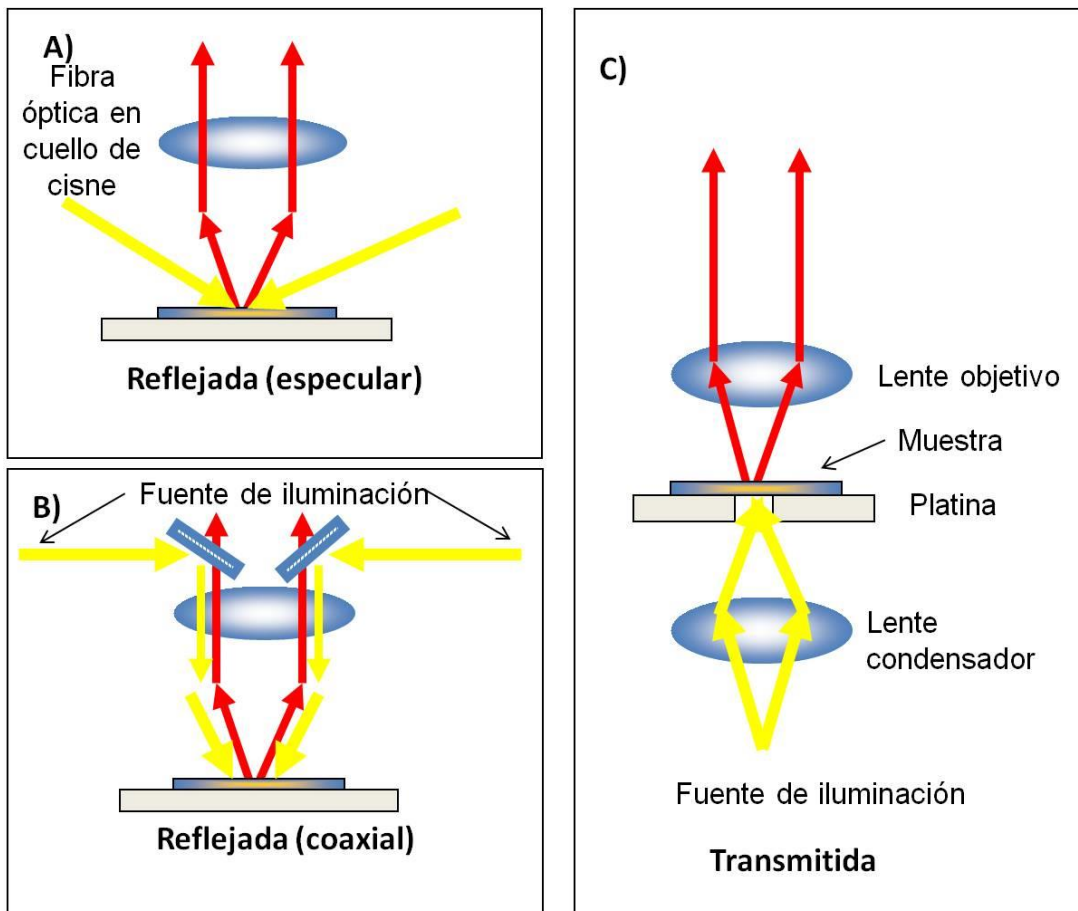 A)
Fibra
óptica en
cuello de
cisne
Reflejada (especular)
B)
Fuente de iluminación
Reflejada (coaxial)
C)
Lente objetivo
Muestra
Platina
Lente
condensador
Fuente de iluminación
Transmitida